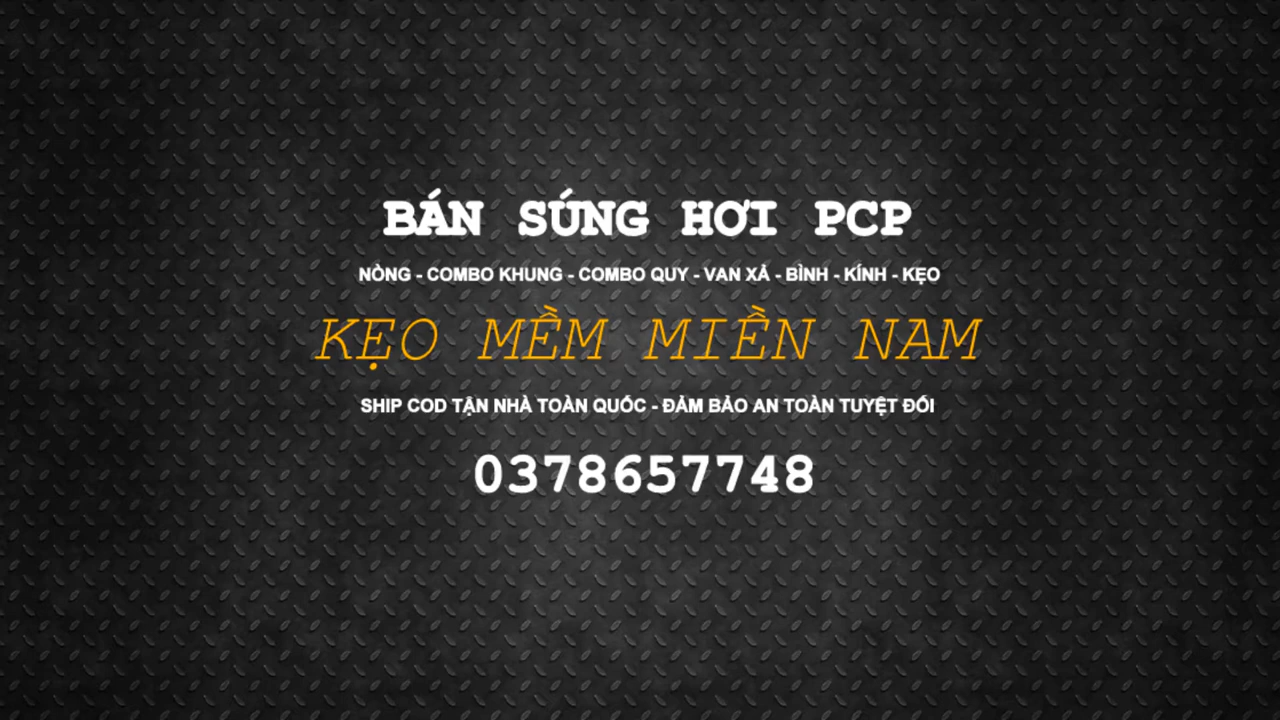 BÁN SÚNG HƠI PCP
NÒNG - COMBO KHUNG - COMBO QUY - VAN XẢ - BÌNH - KÍNH - KẸO
KẸO MỀM MIỀN NAM
SHIP COD TẬN NHÀ TOÀN QUỐC - ĐẢM BẢO AN TOÀN TUYỆT ĐỐI
0378657748